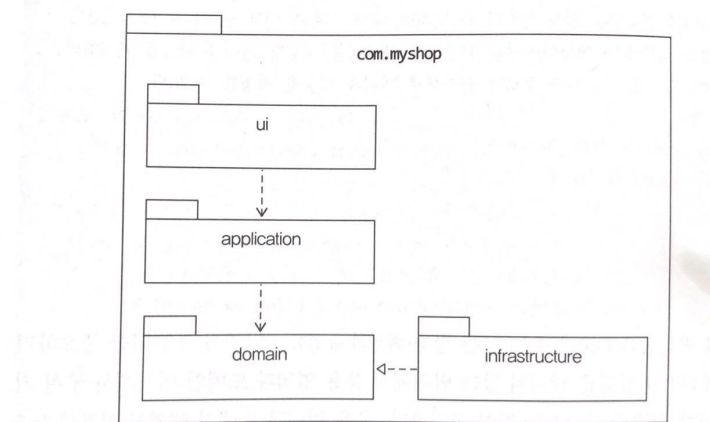 com.myshop
ui
application
domain
infrastructure